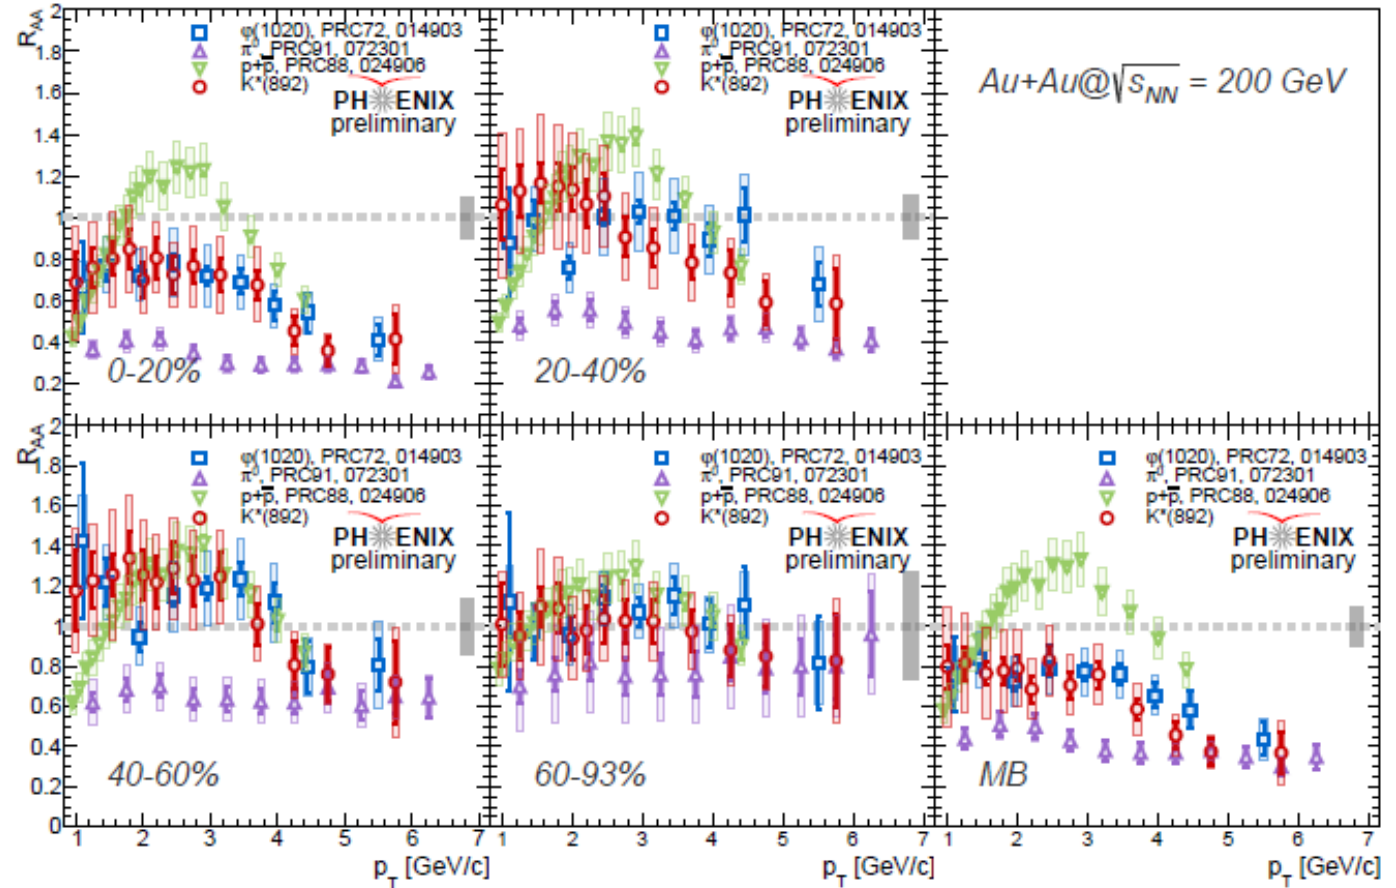 R_AA
2
1.8
1.6
1.4
1.2
1
0.8
0.6
0.4
0.2
φ(1020), PRC72, 014903
π⁰, PRC91, 072301
p+p̅, PRC88, 024906
K*(892)
PHENIX
preliminary
0-20%
φ(1020), PRC72, 014903
π⁰, PRC91, 072301
p+p̅, PRC88, 024906
K*(892)
PHENIX
preliminary
20-40%
Au+Au@√s_NN = 200 GeV
R_AA
2
1.8
1.6
1.4
1.2
1
0.8
0.6
0.4
0.2
0
φ(1020), PRC72, 014903
π⁰, PRC91, 072301
p+p̅, PRC88, 024906
K*(892)
PHENIX
preliminary
40-60%
1 2 3 4 5 6 7
p_T [GeV/c]
φ(1020), PRC72, 014903
π⁰, PRC91, 072301
p+p̅, PRC88, 024906
K*(892)
PHENIX
preliminary
60-93%
1 2 3 4 5 6 7
p_T [GeV/c]
φ(1020), PRC72, 014903
π⁰, PRC91, 072301
p+p̅, PRC88, 024906
K*(892)
PHENIX
preliminary
MB
1 2 3 4 5 6 7
p_T [GeV/c]